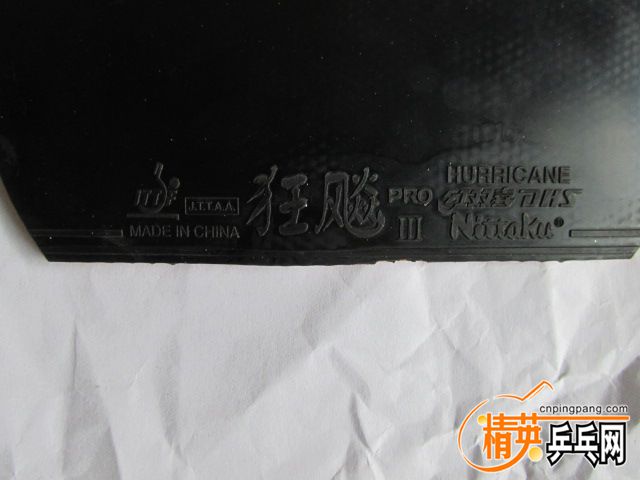 ITTF J.T.T.A.A. 狂飚 PRO HURRICANE
红双喜 DHS
MADE IN CHINA III Nittaku®
cnpingpang.com
精英乒乓网